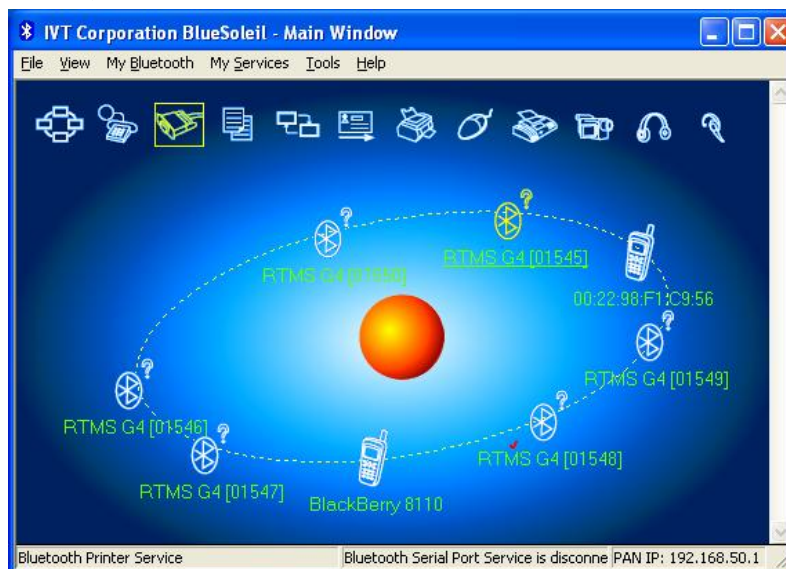 IVT Corporation BlueSoleil - Main Window
File View My Bluetooth My Services Tools Help
RTMS G4 [01545]
RTMS G4
00:22:98:F1:C9:56
RTMS G4 [01549]
RTMS G4 [01546]
RTMS G4 [01548]
RTMS G4 [01547]
BlackBerry 8110
Bluetooth Printer Service
Bluetooth Serial Port Service is disconne
PAN IP: 192.168.50.1